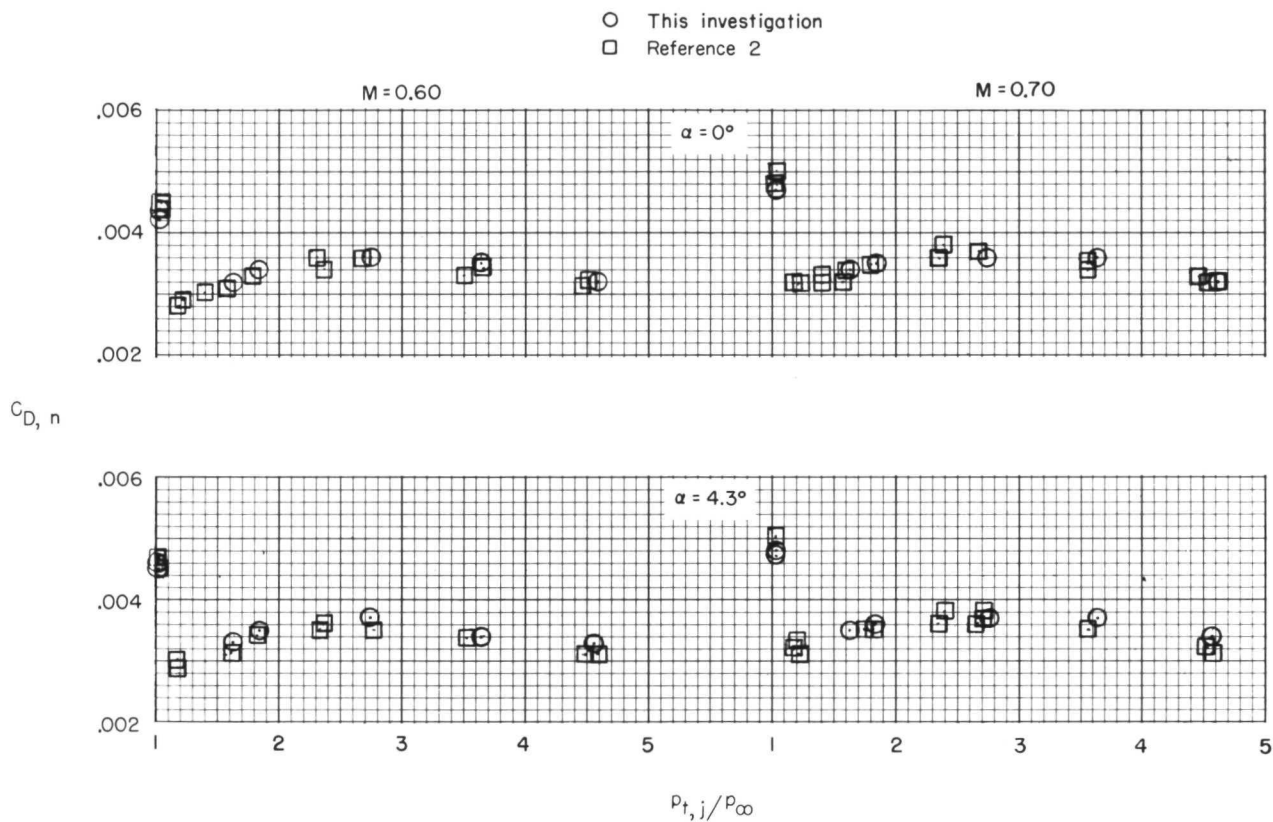 This investigation
Reference 2
M = 0.60
M = 0.70
.006
α = 0°
.004
.002
C_D, n
.006
α = 4.3°
.004
.002
1 2 3 4 5 1 2 3 4 5
p_t, j/p_∞